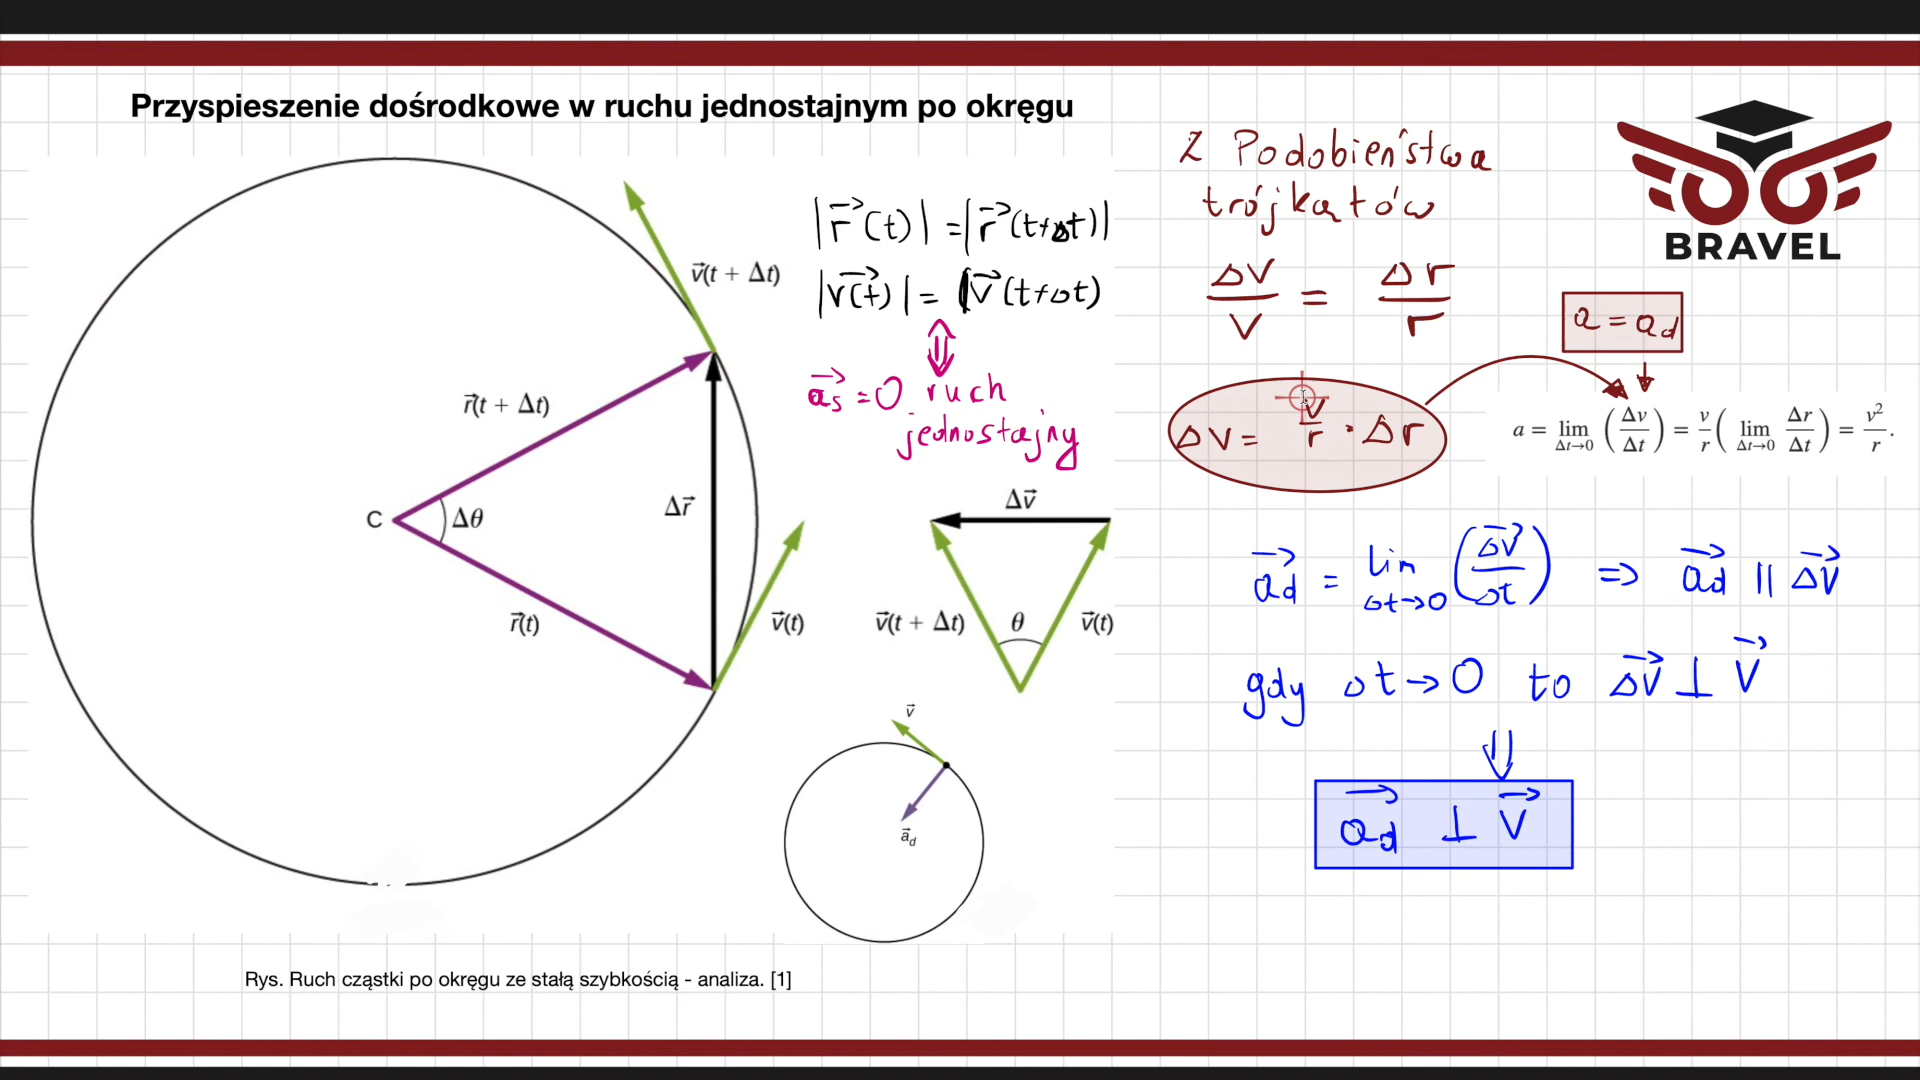 Przyspieszenie dośrodkowe w ruchu jednostajnym po okręgu
BRAVEL
v⃗(t + Δt)
r⃗(t + Δt)
C
Δθ
Δr⃗
r⃗(t)
v⃗(t)
|r⃗(t)| = |r⃗(t+Δt)|
|v⃗(t)| = |v⃗(t+Δt)
a⃗s = 0 ruch
jednostajny
Δv⃗
v⃗(t + Δt)
θ
v⃗(t)
v⃗
a⃗d
Z Podobieństwa
trójkątów
ΔV/V = Δr/r
a = ad
ΔV = v/r · Δr
a = lim Δt→0 (Δv/Δt) = v/r ( lim Δt→0 Δr/Δt ) = v²/r.
a⃗d = lim Δt→0 (ΔV⃗/Δt) => a⃗d || ΔV⃗
gdy Δt→0 to ΔV⃗ ⊥ V⃗
⇓
a⃗d ⊥ V⃗
Rys. Ruch cząstki po okręgu ze stałą szybkością - analiza. [1]